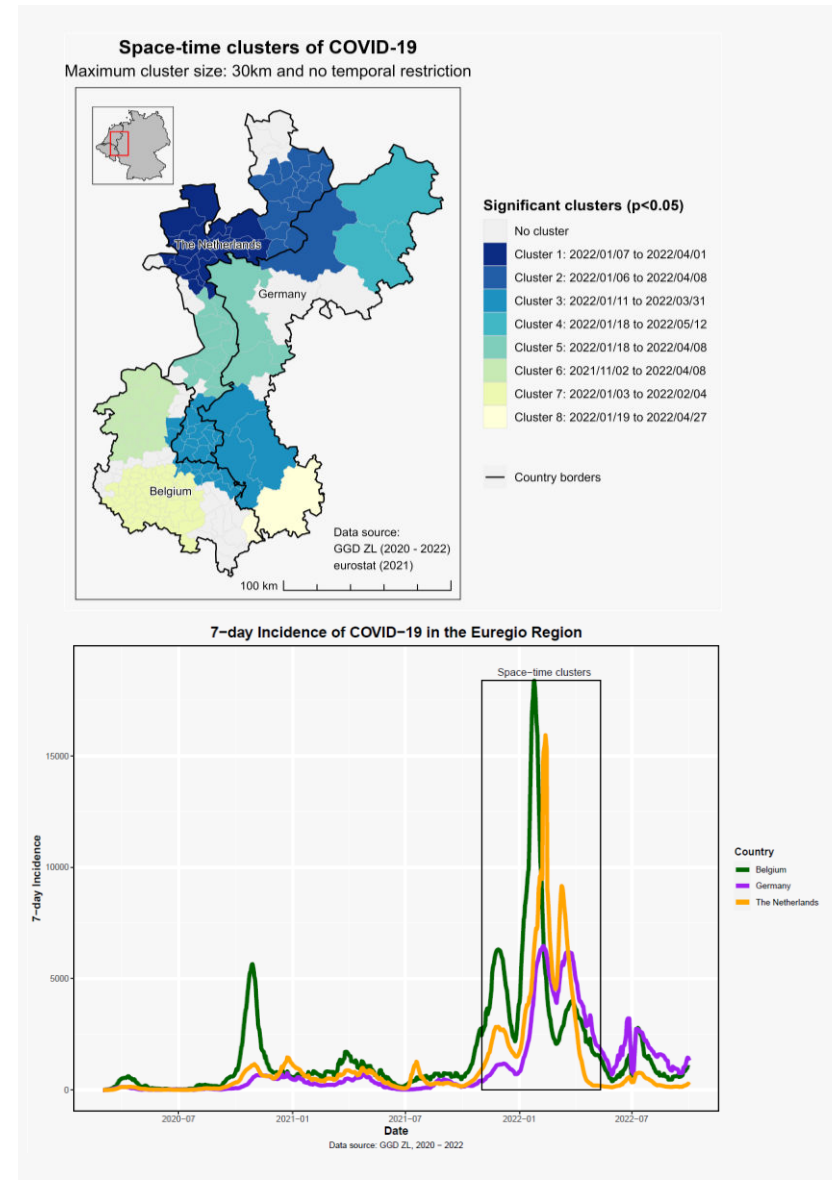 Space-time clusters of COVID-19
Maximum cluster size: 30km and no temporal restriction
The Netherlands
Germany
Belgium
Data source:
GGD ZL (2020 - 2022)
eurostat (2021)
100 km
Significant clusters (p<0.05)
No cluster
Cluster 1: 2022/01/07 to 2022/04/01
Cluster 2: 2022/01/06 to 2022/04/08
Cluster 3: 2022/01/11 to 2022/03/31
Cluster 4: 2022/01/18 to 2022/05/12
Cluster 5: 2022/01/18 to 2022/04/08
Cluster 6: 2021/11/02 to 2022/04/08
Cluster 7: 2022/01/03 to 2022/02/04
Cluster 8: 2022/01/19 to 2022/04/27
Country borders
7−day Incidence of COVID−19 in the Euregio Region
Space−time clusters
15000
10000
5000
0
7−day Incidence
2020−07
2021−01
2021−07
2022−01
2022−07
Date
Data source: GGD ZL, 2020 − 2022
Country
Belgium
Germany
The Netherlands